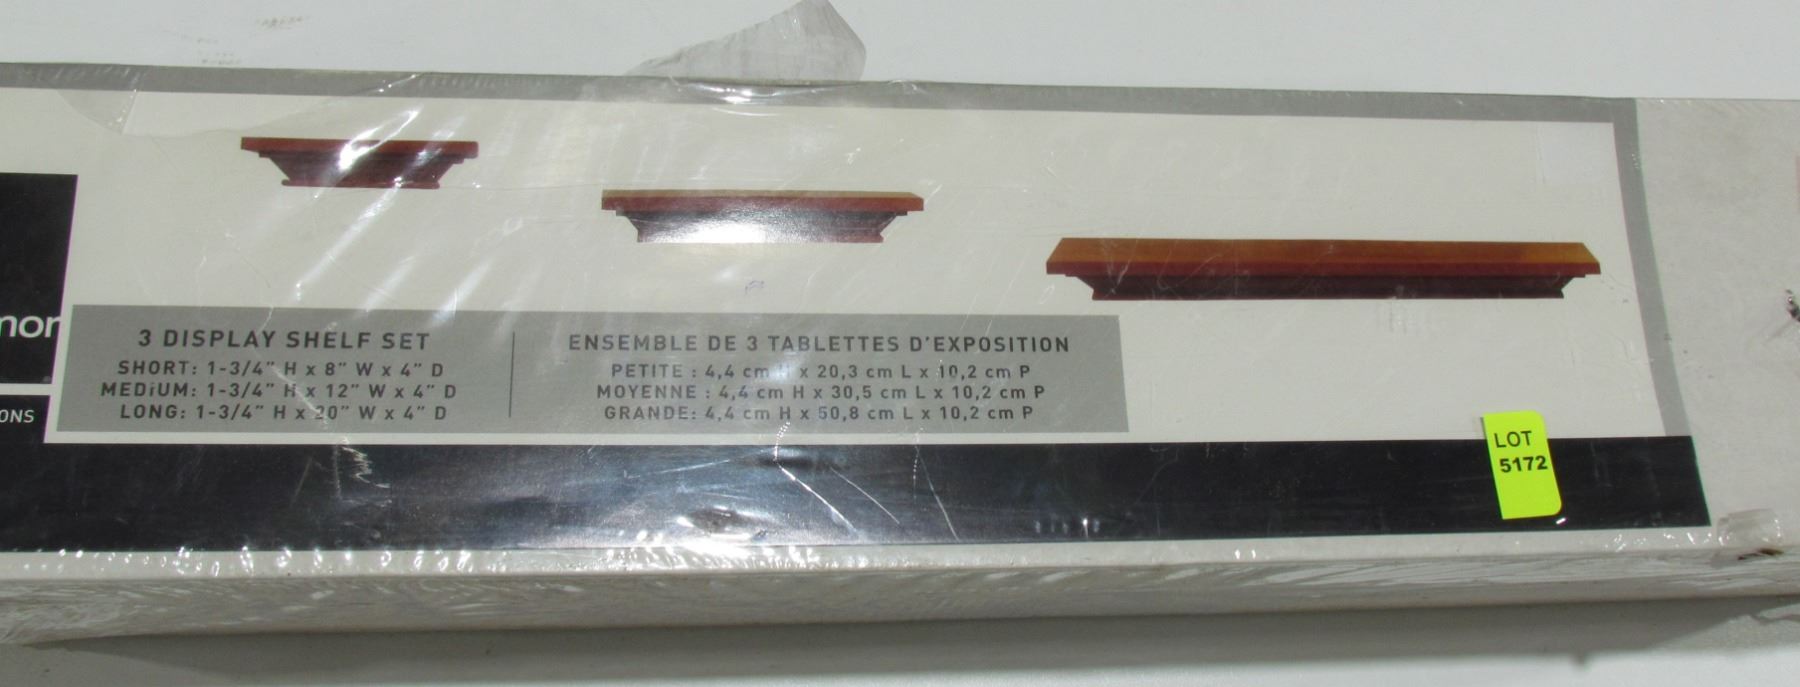 3 DISPLAY SHELF SET
SHORT: 1-3/4" H x 8" W x 4" D
MEDiUM: 1-3/4" H x 12" W x 4" D
LONG: 1-3/4" H x 20" W x 4" D
ENSEMBLE DE 3 TABLETTES D'EXPOSITION
PETITE : 4,4 cm H x 20,3 cm L x 10,2 cm P
MOYENNE : 4,4 cm H x 30,5 cm L x 10,2 cm P
GRANDE: 4,4 cm H x 50,8 cm L x 10,2 cm P
LOT
5172